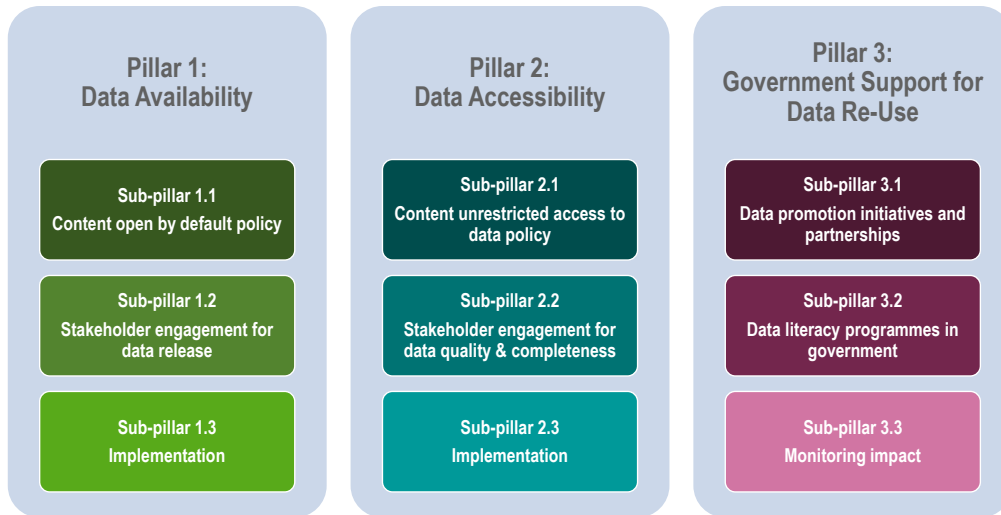 Pillar 1:
Data Availability
Sub-pillar 1.1
Content open by default policy
Sub-pillar 1.2
Stakeholder engagement for
data release
Sub-pillar 1.3
Implementation
Pillar 2:
Data Accessibility
Sub-pillar 2.1
Content unrestricted access to
data policy
Sub-pillar 2.2
Stakeholder engagement for
data quality & completeness
Sub-pillar 2.3
Implementation
Pillar 3:
Government Support for
Data Re-Use
Sub-pillar 3.1
Data promotion initiatives and
partnerships
Sub-pillar 3.2
Data literacy programmes in
government
Sub-pillar 3.3
Monitoring impact